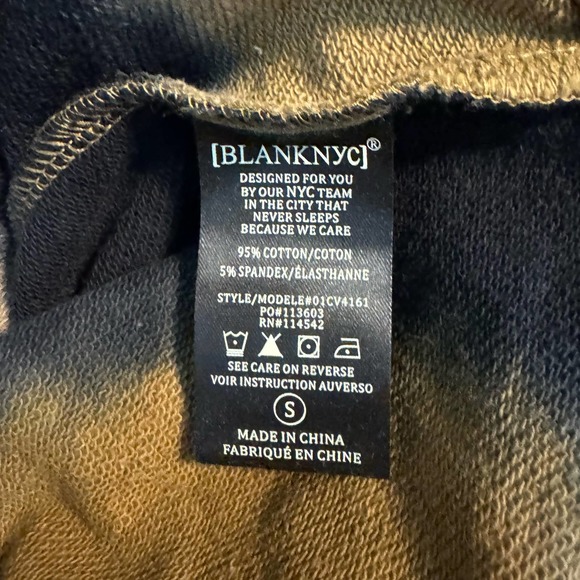 [BLANKNYC]®
DESIGNED FOR YOU
BY OUR NYC TEAM
IN THE CITY THAT
NEVER SLEEPS
BECAUSE WE CARE
95% COTTON/COTON
5% SPANDEX/ÉLASTHANNE
STYLE/MODELE#01CV4161
PO#113603
RN#114542
SEE CARE ON REVERSE
VOIR INSTRUCTION AUVERSO
S
MADE IN CHINA
FABRIQUÉ EN CHINE